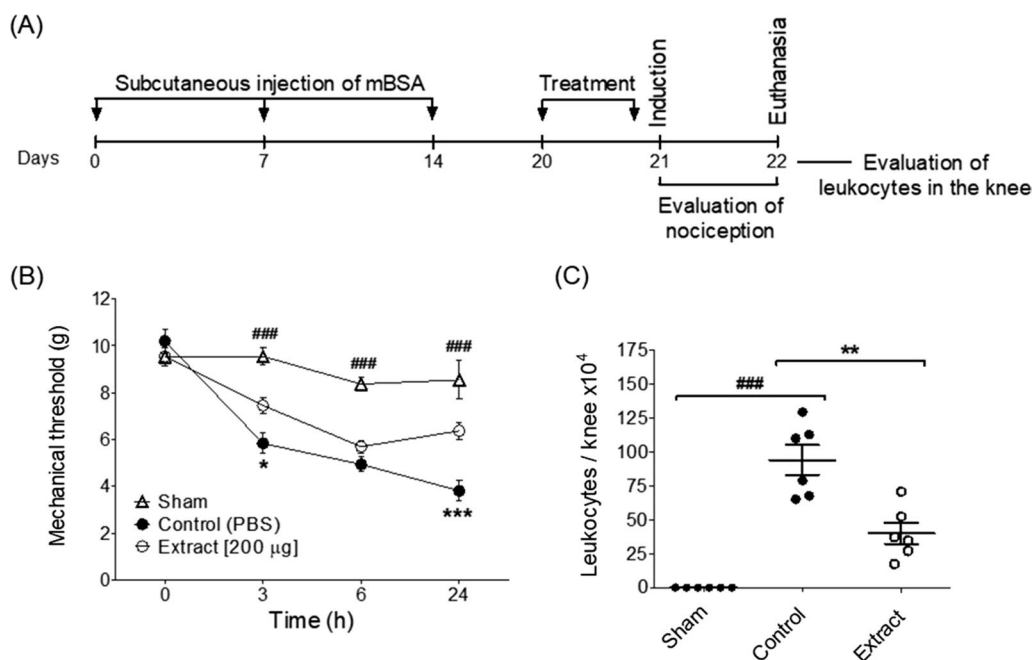 (A)
Subcutaneous injection of mBSA
Treatment
Induction
Euthanasia
Days
0
7
14
20
21
22
Evaluation of
leukocytes in the knee
Evaluation of
nociception
(B)
Mechanical threshold (g)
12
10
8
6
4
2
0
###
###
###
*
***
Sham
Control (PBS)
Extract [200 µg]
0
3
6
24
Time (h)
(C)
Leukocytes / knee x10⁴
175
150
125
100
75
50
25
0
**
###
Sham
Control
Extract